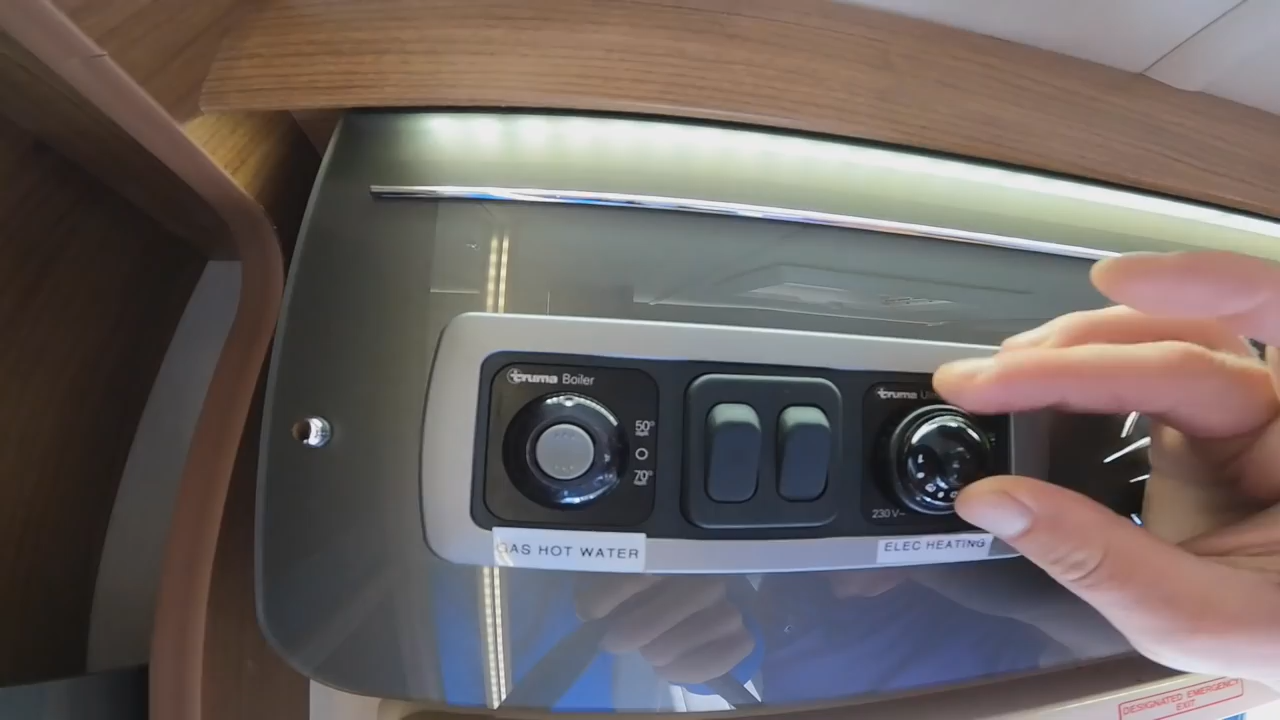 truma Boiler
50°
70°
GAS HOT WATER
truma
230 V~
ELEC HEATING
DESIGNATED EMERGENCY
EXIT